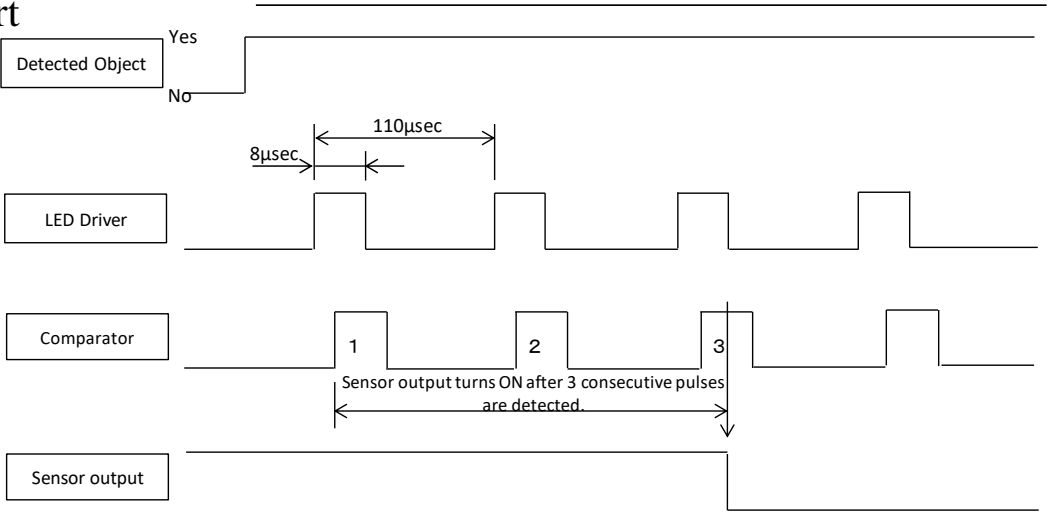 rt
Yes
Detected Object
No
110μsec
8μsec
LED Driver
Comparator
1
2
3
Sensor output turns ON after 3 consecutive pulses
are detected.
Sensor output